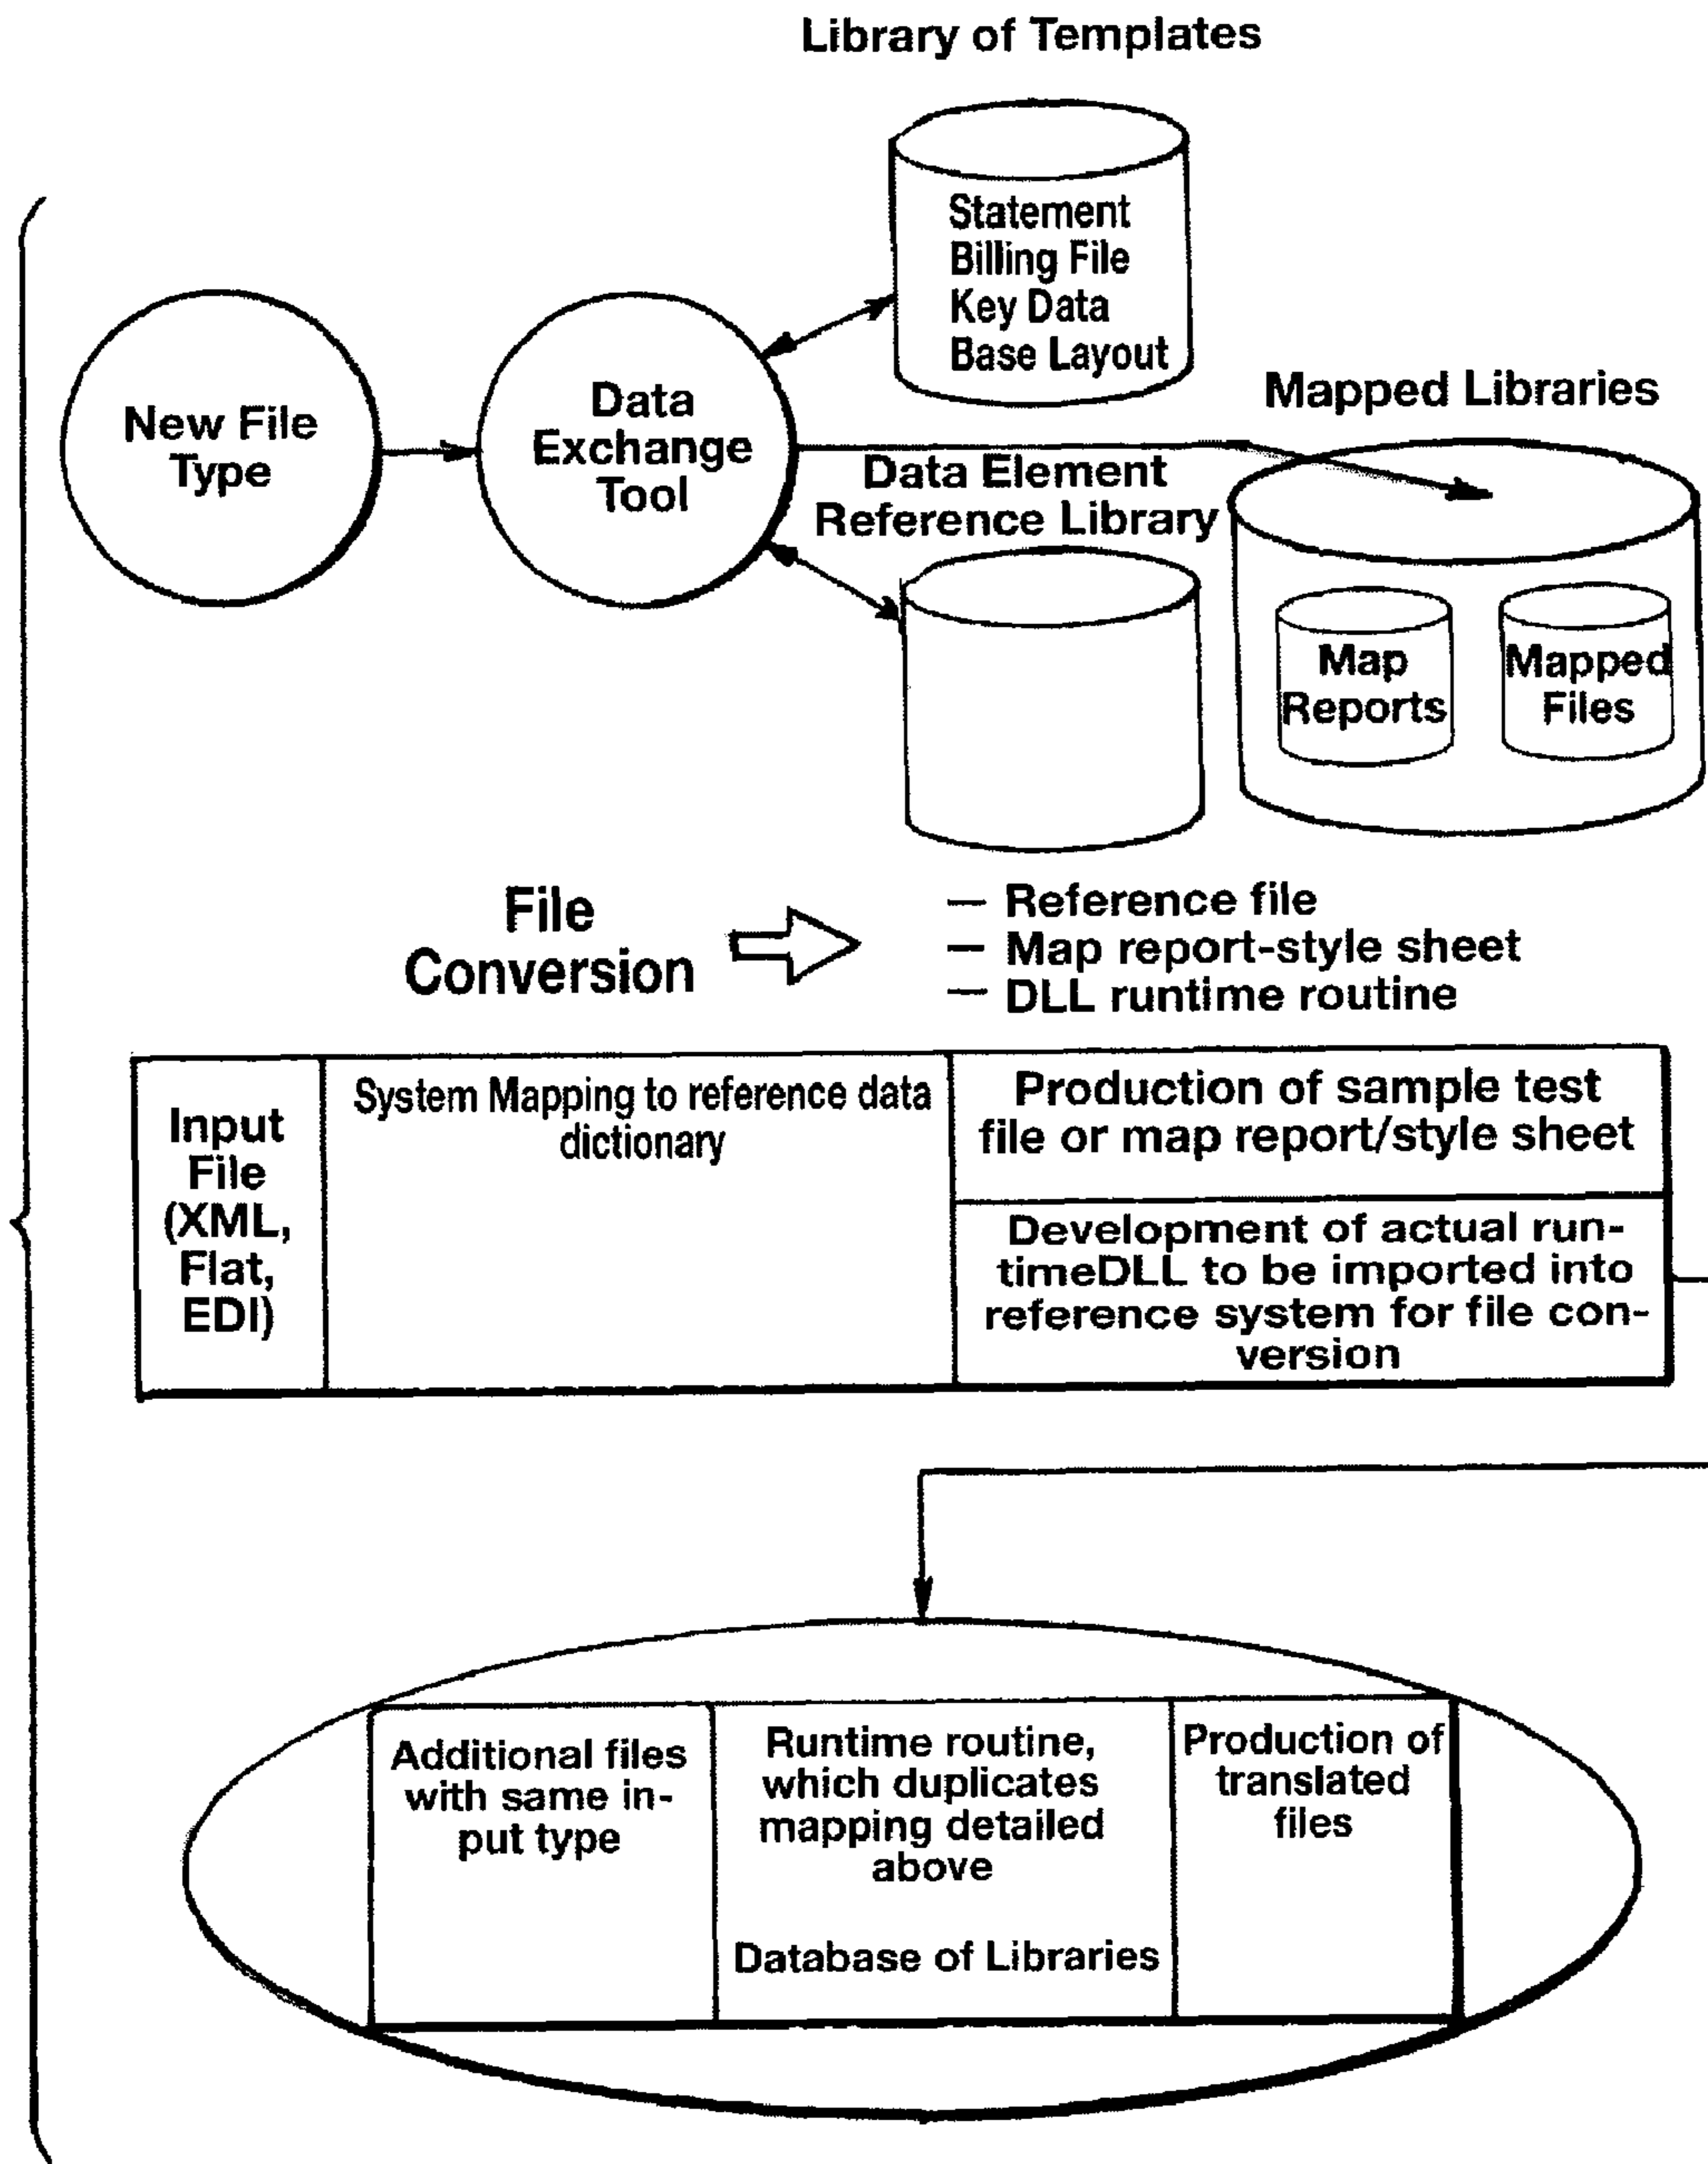 Library of Templates
Statement
Billing File
Key Data
Base Layout
New File
Type
Data
Exchange
Tool
Mapped Libraries
Data Element
Reference Library
Map
Reports
Mapped
Files
File
Conversion
— Reference file
— Map report-style sheet
— DLL runtime routine
Input
File
(XML,
Flat,
EDI)
System Mapping to reference data
dictionary
Production of sample test
file or map report/style sheet
Development of actual run-
timeDLL to be imported into
reference system for file con-
version
Additional files
with same in-
put type
Runtime routine,
which duplicates
mapping detailed
above
Database of Libraries
Production of
translated
files